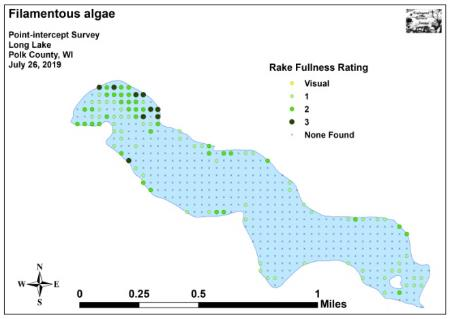 Filamentous algae
Point-intercept Survey
Long Lake
Polk County, WI
July 26, 2019
Rake Fullness Rating
Visual
1
2
3
None Found
N
W E
S
0 0.25 0.5 1
Miles